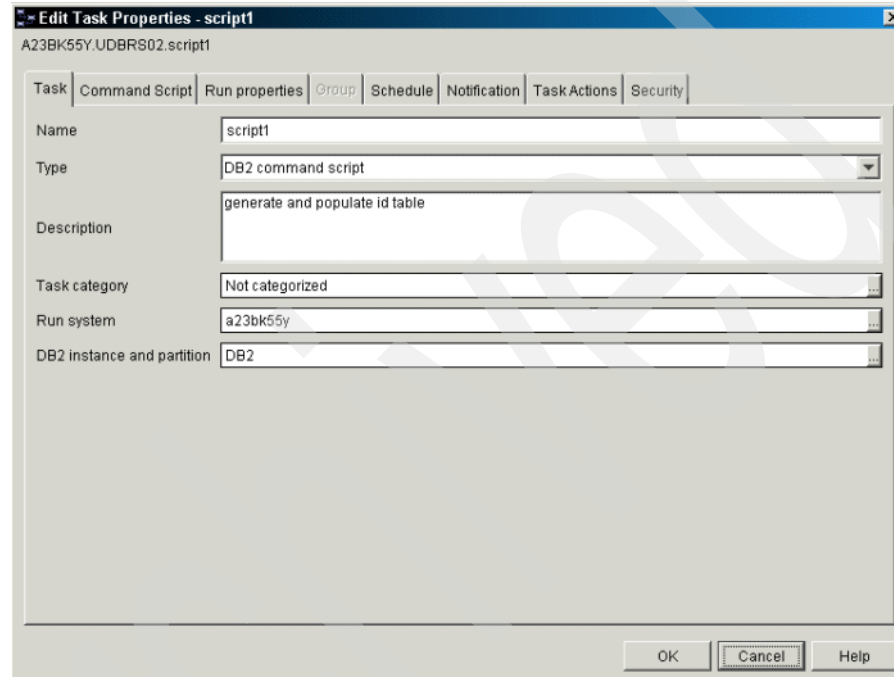 Edit Task Properties - script1
A23BK55Y.UDBRS02.script1
Task Command Script Run properties Group Schedule Notification Task Actions Security
Name script1
Type DB2 command script
Description generate and populate id table
Task category Not categorized ...
Run system a23bk55y ...
DB2 instance and partition DB2 ...
OK Cancel Help